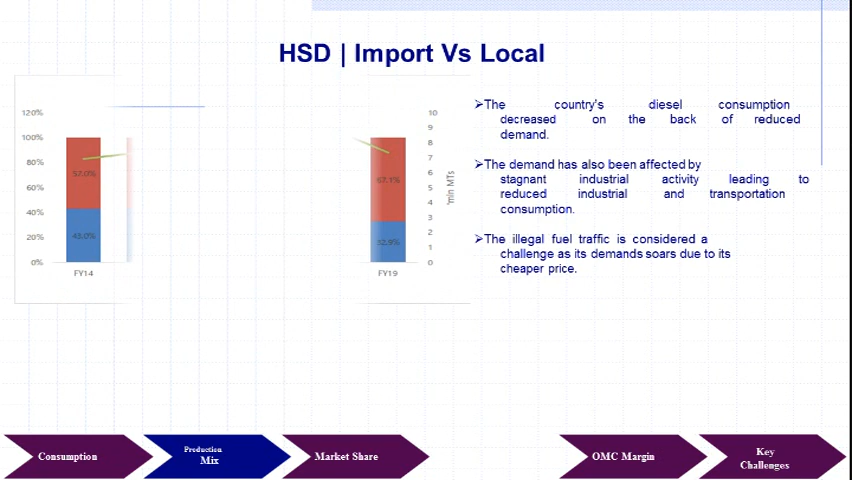 HSD | Import Vs Local
120%
100%
80%
60%
40%
20%
0%
57.0%
43.0%
FY14
67.1%
32.9%
FY19
10
9
8
7
6
5
4
3
2
1
0
'mln MTs
➢The country's diesel consumption
decreased on the back of reduced
demand.
➢The demand has also been affected by
stagnant industrial activity leading to
reduced industrial and transportation
consumption.
➢The illegal fuel traffic is considered a
challenge as its demands soars due to its
cheaper price.
Consumption
Production
Mix
Market Share
OMC Margin
Key
Challenges